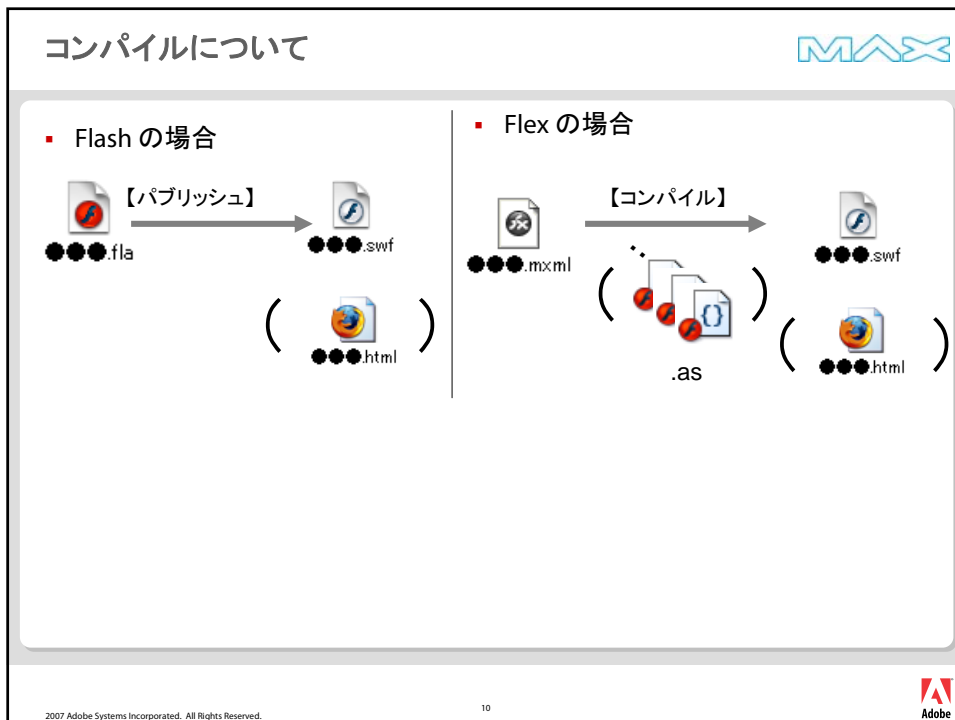 コンパイルについて
MAX
▪ Flash の場合
【パブリッシュ】
●●●.fla
●●●.swf
( ●●●.html )
▪ Flex の場合
【コンパイル】
●●●.mxml
( .as )
●●●.swf
( ●●●.html )
2007 Adobe Systems Incorporated. All Rights Reserved.
10
Adobe